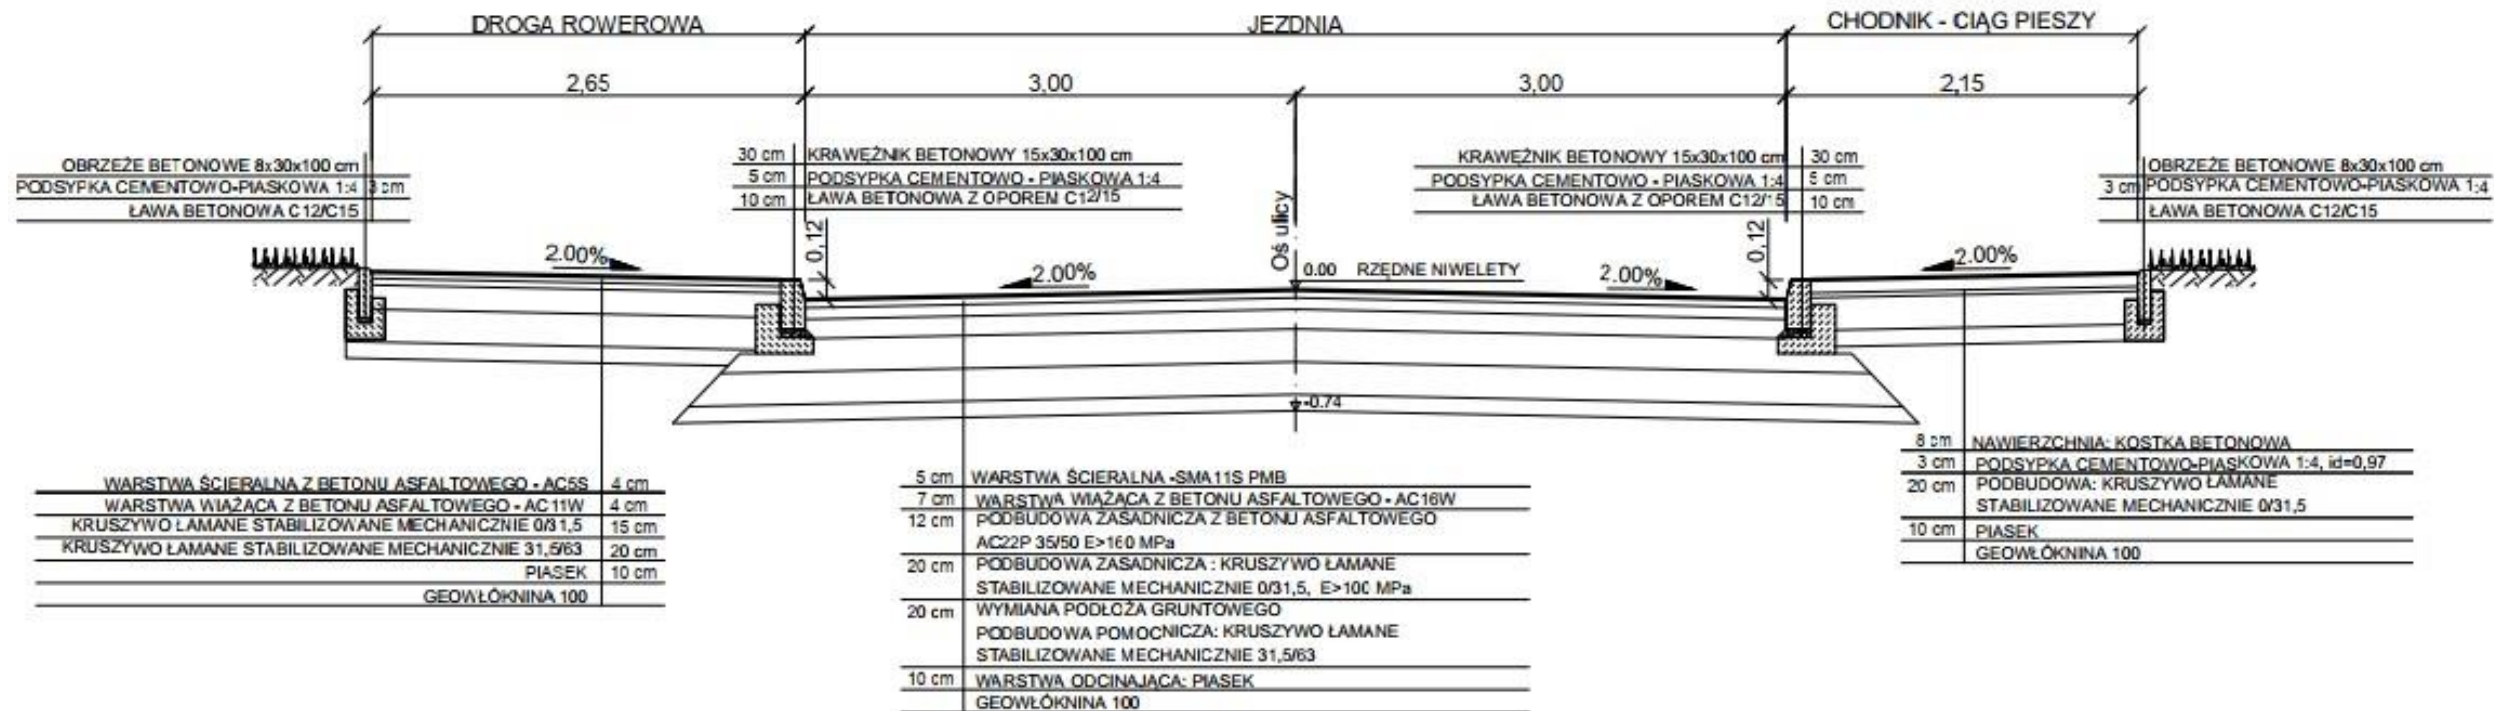 DROGA ROWEROWA
JEZDNIA
CHODNIK - CIĄG PIESZY
2,65
3,00
3,00
2,15
OBRZEŻE BETONOWE 8x30x100 cm
PODSYPKA CEMENTOWO-PIASKOWA 1:4 3 cm
ŁAWA BETONOWA C12/C15
30 cm KRAWĘŻNIK BETONOWY 15x30x100 cm
5 cm PODSYPKA CEMENTOWO - PIASKOWA 1:4
10 cm ŁAWA BETONOWA Z OPOREM C12/15
KRAWĘŻNIK BETONOWY 15x30x100 cm 30 cm
PODSYPKA CEMENTOWO - PIASKOWA 1:4 5 cm
ŁAWA BETONOWA Z OPOREM C12/15 10 cm
OBRZEŻE BETONOWE 8x30x100 cm
3 cm PODSYPKA CEMENTOWO-PIASKOWA 1:4
ŁAWA BETONOWA C12/C15
2.00%
0,12
2.00%
Oś ulicy
0.00 RZĘDNE NIWELETY
2.00%
0,12
2.00%
-0.74
WARSTWA ŚCIERALNA Z BETONU ASFALTOWEGO - AC5S 4 cm
WARSTWA WIĄŻĄCA Z BETONU ASFALTOWEGO - AC11W 4 cm
KRUSZYWO ŁAMANE STABILIZOWANE MECHANICZNIE 0/31,5 15 cm
KRUSZYWO ŁAMANE STABILIZOWANE MECHANICZNIE 31,5/63 20 cm
PIASEK 10 cm
GEOWŁÓKNINA 100
5 cm WARSTWA ŚCIERALNA -SMA11S PMB
7 cm WARSTWA WIĄŻĄCA Z BETONU ASFALTOWEGO - AC16W
12 cm PODBUDOWA ZASADNICZA Z BETONU ASFALTOWEGO
AC22P 35/50 E>160 MPa
20 cm PODBUDOWA ZASADNICZA : KRUSZYWO ŁAMANE
STABILIZOWANE MECHANICZNIE 0/31,5, E>100 MPa
20 cm WYMIANA PODŁOŻA GRUNTOWEGO
PODBUDOWA POMOCNICZA: KRUSZYWO ŁAMANE
STABILIZOWANE MECHANICZNIE 31,5/63
10 cm WARSTWA ODCINAJĄCA: PIASEK
GEOWŁÓKNINA 100
8 cm NAWIERZCHNIA: KOSTKA BETONOWA
3 cm PODSYPKA CEMENTOWO-PIASKOWA 1:4, id=0,97
20 cm PODBUDOWA: KRUSZYWO ŁAMANE
STABILIZOWANE MECHANICZNIE 0/31,5
10 cm PIASEK
GEOWŁÓKNINA 100